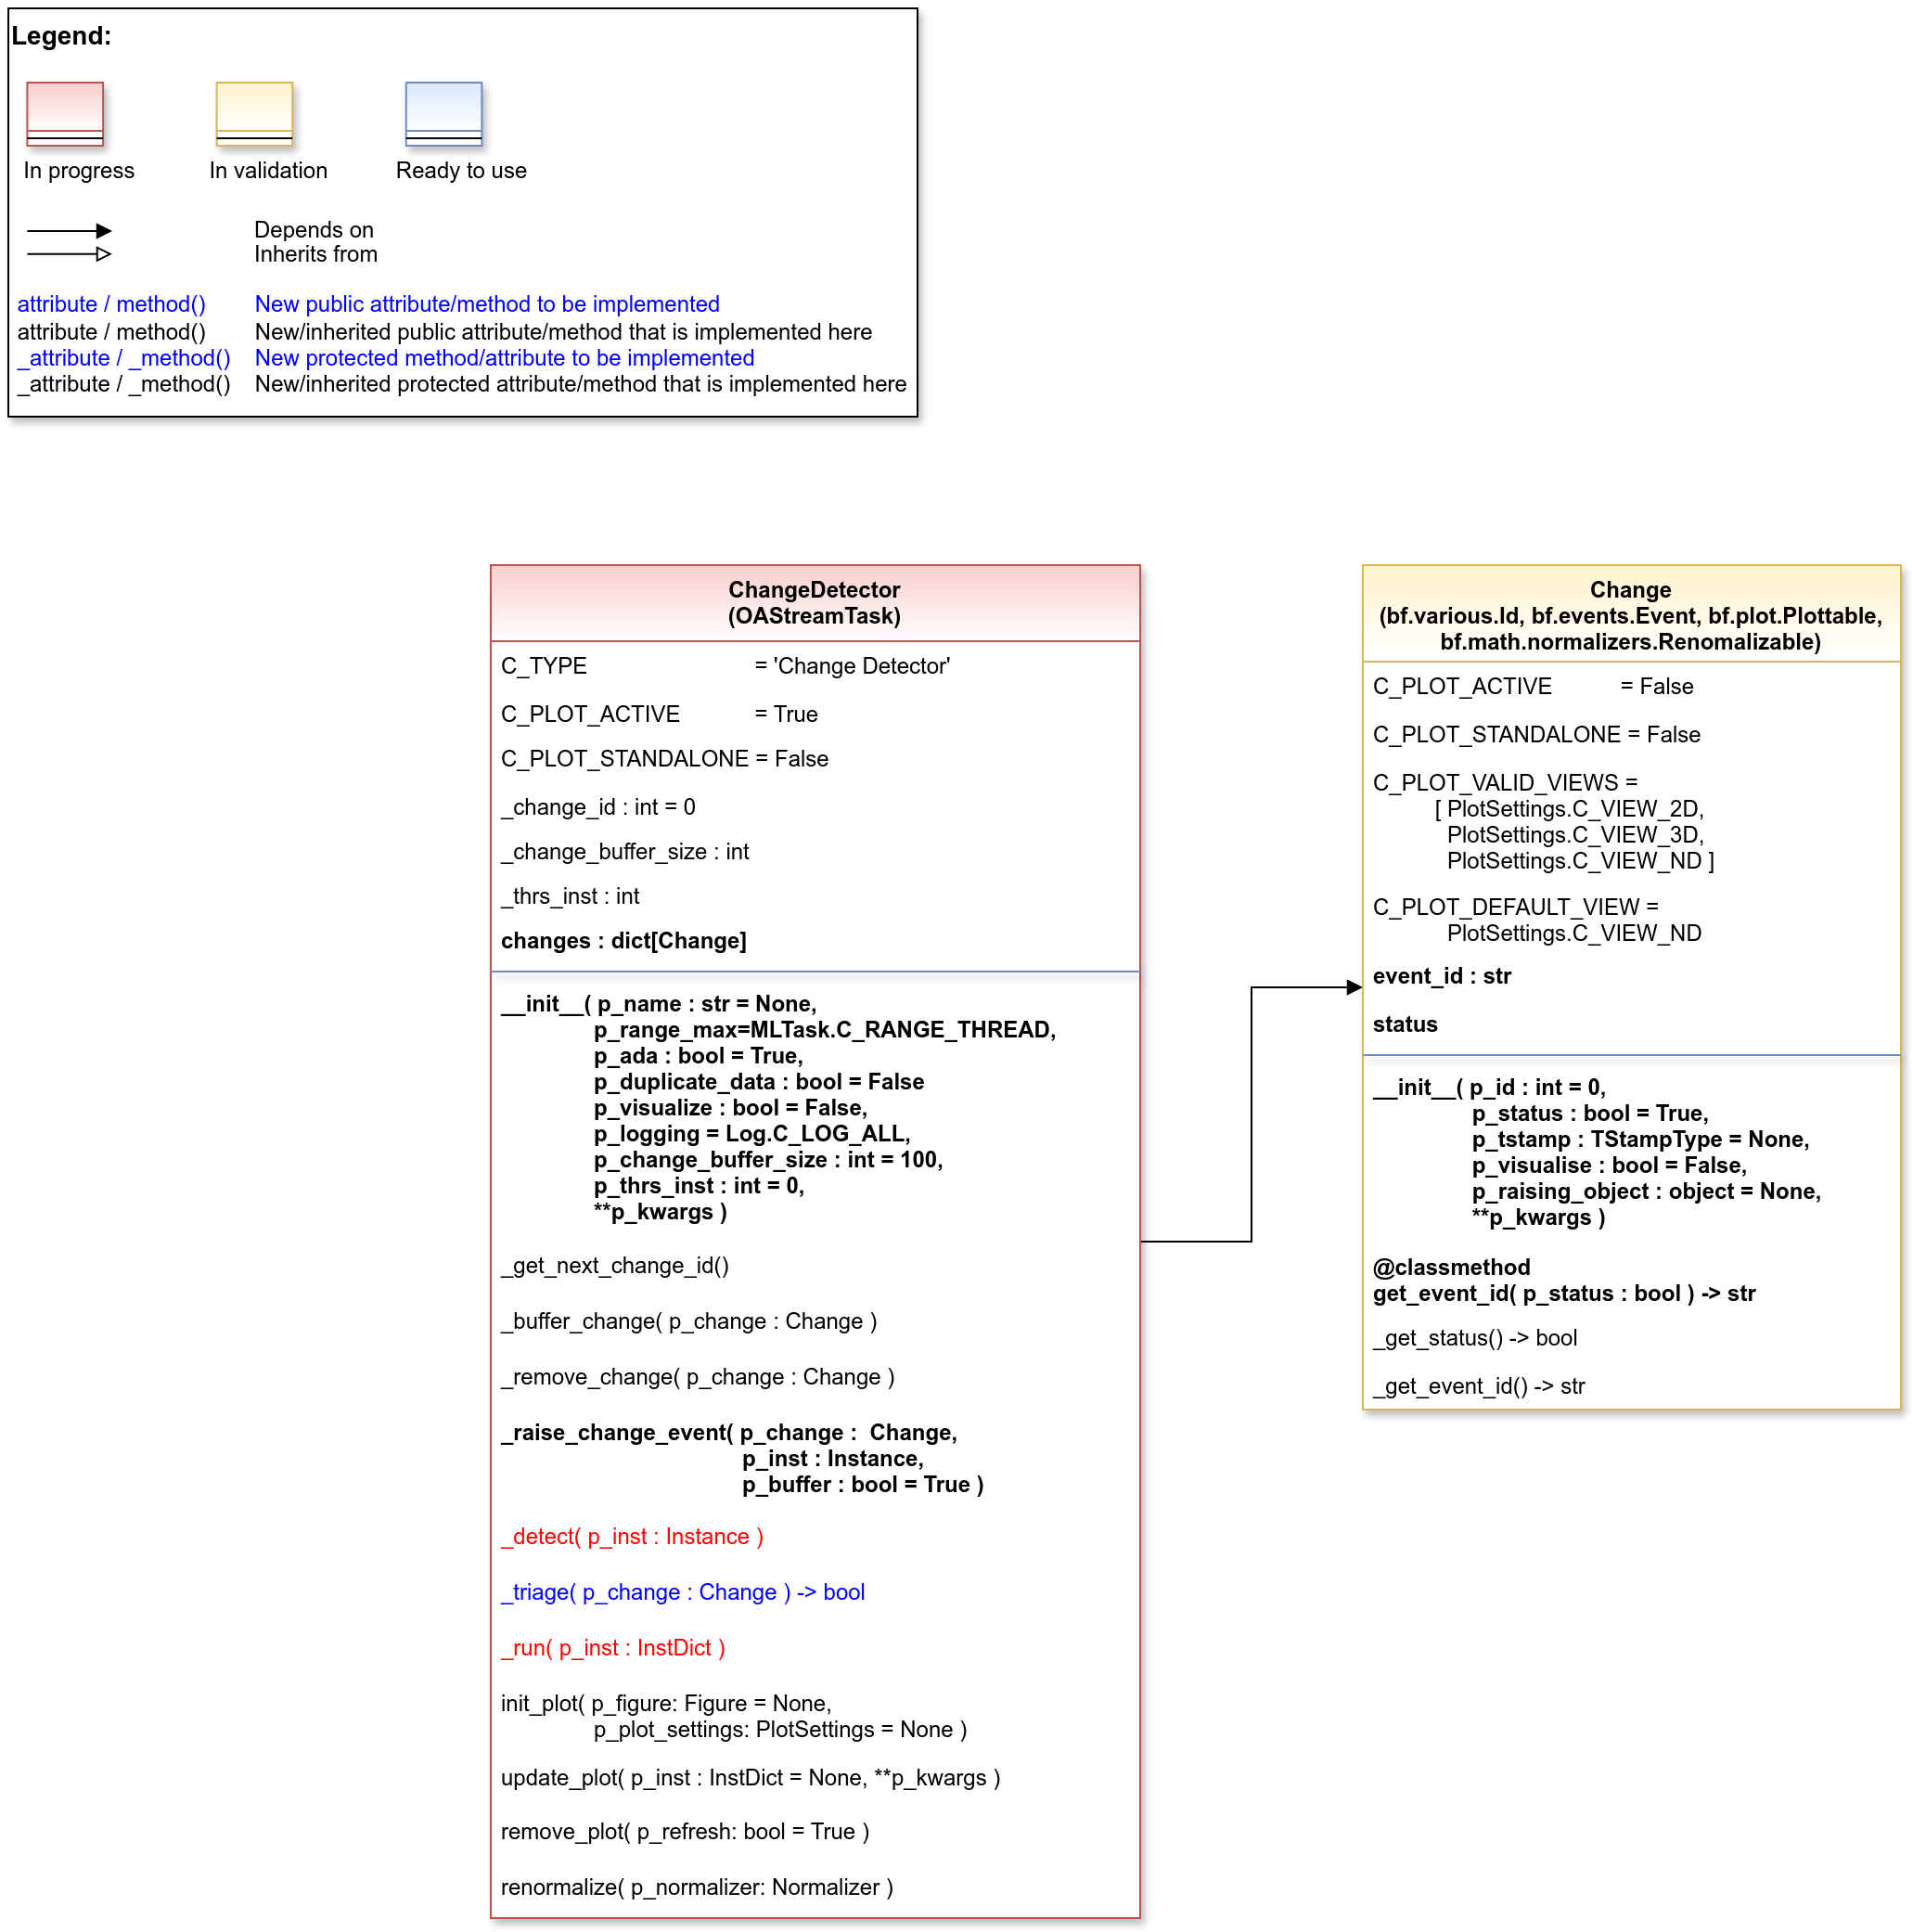 Legend:
In progress
In validation
Ready to use
Depends on
Inherits from
attribute / method() New public attribute/method to be implemented
attribute / method() New/inherited public attribute/method that is implemented here
_attribute / _method() New protected method/attribute to be implemented
_attribute / _method() New/inherited protected attribute/method that is implemented here
ChangeDetector
(OAStreamTask)
C_TYPE = 'Change Detector'
C_PLOT_ACTIVE = True
C_PLOT_STANDALONE = False
_change_id : int = 0
_change_buffer_size : int
_thrs_inst : int
changes : dict[Change]
__init__( p_name : str = None,
p_range_max=MLTask.C_RANGE_THREAD,
p_ada : bool = True,
p_duplicate_data : bool = False
p_visualize : bool = False,
p_logging = Log.C_LOG_ALL,
p_change_buffer_size : int = 100,
p_thrs_inst : int = 0,
**p_kwargs )
_get_next_change_id()
_buffer_change( p_change : Change )
_remove_change( p_change : Change )
_raise_change_event( p_change :  Change,
p_inst : Instance,
p_buffer : bool = True )
_detect( p_inst : Instance )
_triage( p_change : Change ) -> bool
_run( p_inst : InstDict )
init_plot( p_figure: Figure = None,
p_plot_settings: PlotSettings = None )
update_plot( p_inst : InstDict = None, **p_kwargs )
remove_plot( p_refresh: bool = True )
renormalize( p_normalizer: Normalizer )
Change
(bf.various.Id, bf.events.Event, bf.plot.Plottable,
bf.math.normalizers.Renomalizable)
C_PLOT_ACTIVE = False
C_PLOT_STANDALONE = False
C_PLOT_VALID_VIEWS =
[ PlotSettings.C_VIEW_2D,
PlotSettings.C_VIEW_3D,
PlotSettings.C_VIEW_ND ]
C_PLOT_DEFAULT_VIEW =
PlotSettings.C_VIEW_ND
event_id : str
status
__init__( p_id : int = 0,
p_status : bool = True,
p_tstamp : TStampType = None,
p_visualise : bool = False,
p_raising_object : object = None,
**p_kwargs )
@classmethod
get_event_id( p_status : bool ) -> str
_get_status() -> bool
_get_event_id() -> str